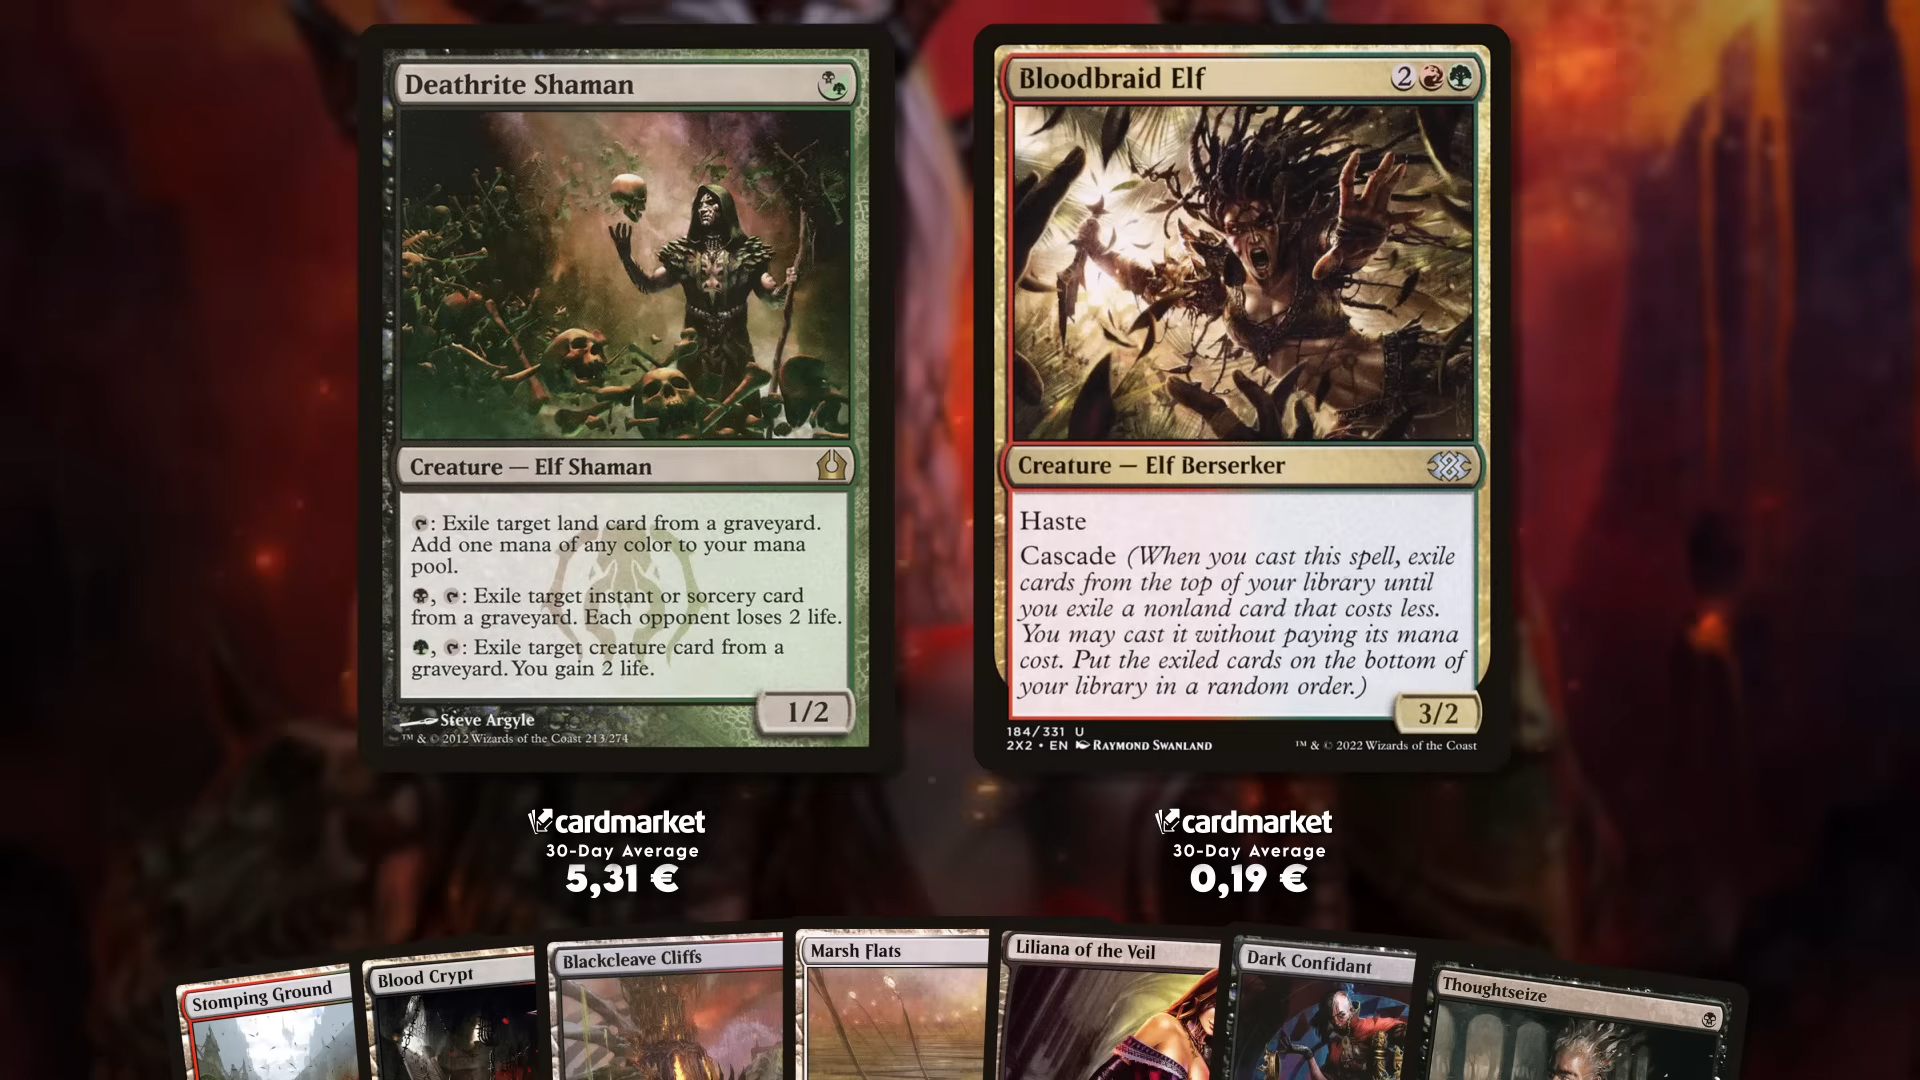 Deathrite Shaman
Creature — Elf Shaman
: Exile target land card from a graveyard.
Add one mana of any color to your mana
pool.
, : Exile target instant or sorcery card
from a graveyard. Each opponent loses 2 life.
, : Exile target creature card from a
graveyard. You gain 2 life.
1/2
Steve Argyle
™ & © 2012 Wizards of the Coast 213/274
cardmarket
30-Day Average
5,31 €
Bloodbraid Elf
2
Creature — Elf Berserker
Haste
Cascade (When you cast this spell, exile
cards from the top of your library until
you exile a nonland card that costs less.
You may cast it without paying its mana
cost. Put the exiled cards on the bottom of
your library in a random order.)
3/2
184/331 U
2X2 • EN Raymond Swanland
™ & © 2022 Wizards of the Coast
cardmarket
30-Day Average
0,19 €
Stomping Ground
Blood Crypt
Blackcleave Cliffs
Marsh Flats
Liliana of the Veil
Dark Confidant
Thoughtseize